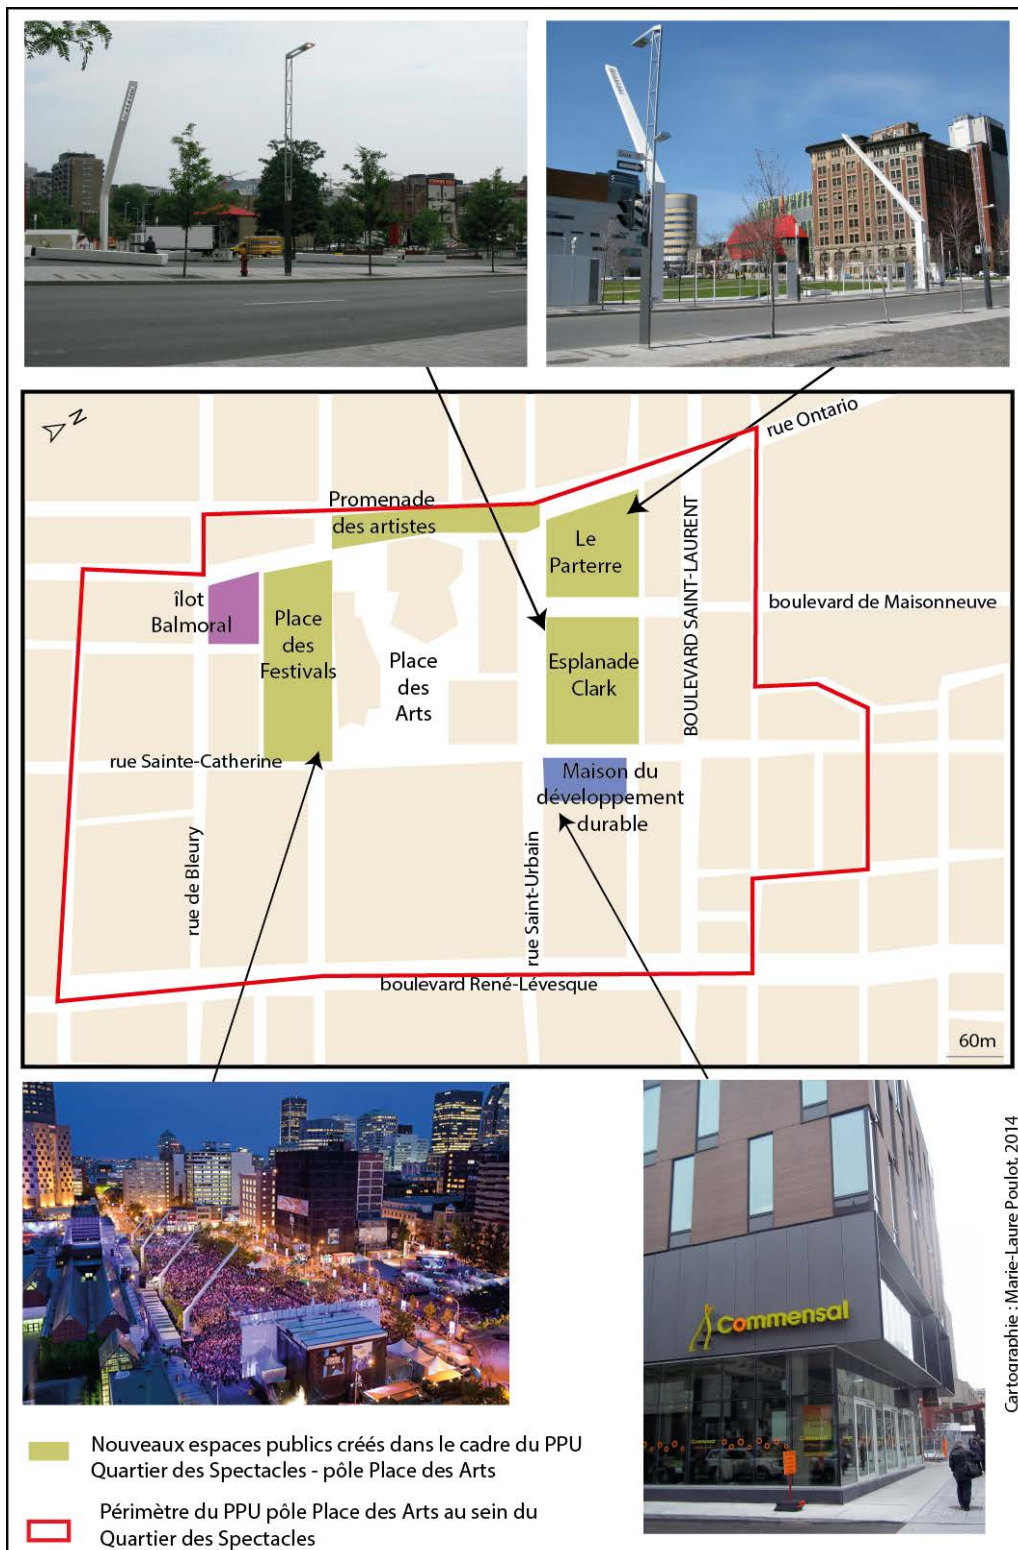 N
rue Ontario
Promenade
des artistes
Le
Parterre
BOULEVARD SAINT-LAURENT
îlot
Balmoral
Place
des
Festivals
Place
des
Arts
Esplanade
Clark
boulevard de Maisonneuve
rue Sainte-Catherine
Maison du
développement
durable
rue de Bleury
rue Saint-Urbain
boulevard René-Lévesque
60m
Commensal
Commensal
Cartographie : Marie-Laure Poulot, 2014
Nouveaux espaces publics créés dans le cadre du PPU
Quartier des Spectacles - pôle Place des Arts
Périmètre du PPU pôle Place des Arts au sein du
Quartier des Spectacles